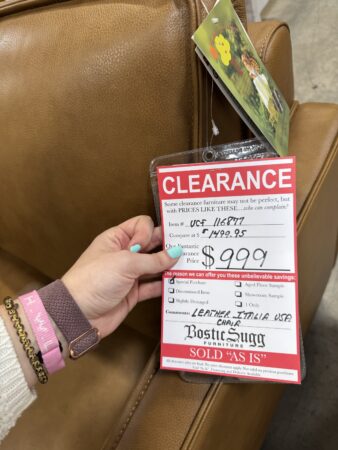 CLEARANCE
Some clearance furniture may not be perfect, but
with PRICES LIKE THESE...who can complain?
Item # UCF 116877
Compare at $ 1499.95
Our Fantastic
Clearance
Price $999
The reason we can offer you these unbelievable savings:
Special Purchase
Aged Floor Sample
Discontinued Item
Showroom Sample
Slightly Damaged
1 Only
Comments: LEATHER ITALIA USA
CHAIR
Bostic Sugg
FURNITURE
SOLD "AS IS"